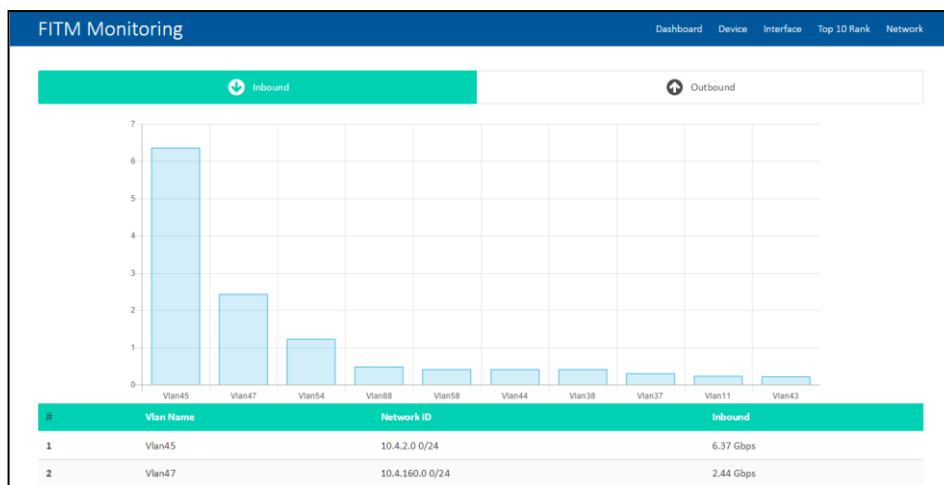 FITM Monitoring
Dashboard Device Interface Top 10 Rank Network
Inbound Outbound
7
6
5
4
3
2
1
0
Vlan45 Vlan47 Vlan54 Vlan88 Vlan58 Vlan44 Vlan38 Vlan37 Vlan11 Vlan43
# Vlan Name Network ID Inbound
1 Vlan45 10.4.2.0 0/24 6.37 Gbps
2 Vlan47 10.4.160.0 0/24 2.44 Gbps